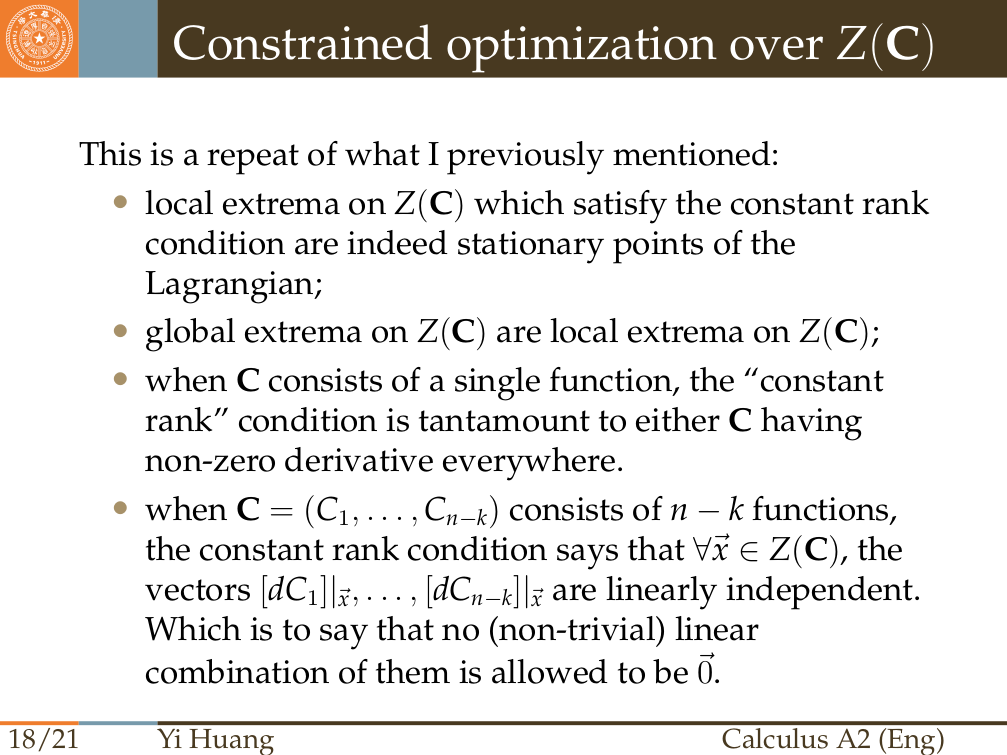 Constrained optimization over Z(C)
This is a repeat of what I previously mentioned:
• local extrema on Z(C) which satisfy the constant rank
condition are indeed stationary points of the
Lagrangian;
• global extrema on Z(C) are local extrema on Z(C);
• when C consists of a single function, the “constant
rank” condition is tantamount to either C having
non-zero derivative everywhere.
• when C = (C₁, . . . , Cₙ₋ₖ) consists of n − k functions,
the constant rank condition says that ∀x⃗ ∈ Z(C), the
vectors [dC₁]|ₓ⃗, . . . , [dCₙ₋ₖ]|ₓ⃗ are linearly independent.
Which is to say that no (non-trivial) linear
combination of them is allowed to be 0⃗.
18/21 Yi Huang Calculus A2 (Eng)